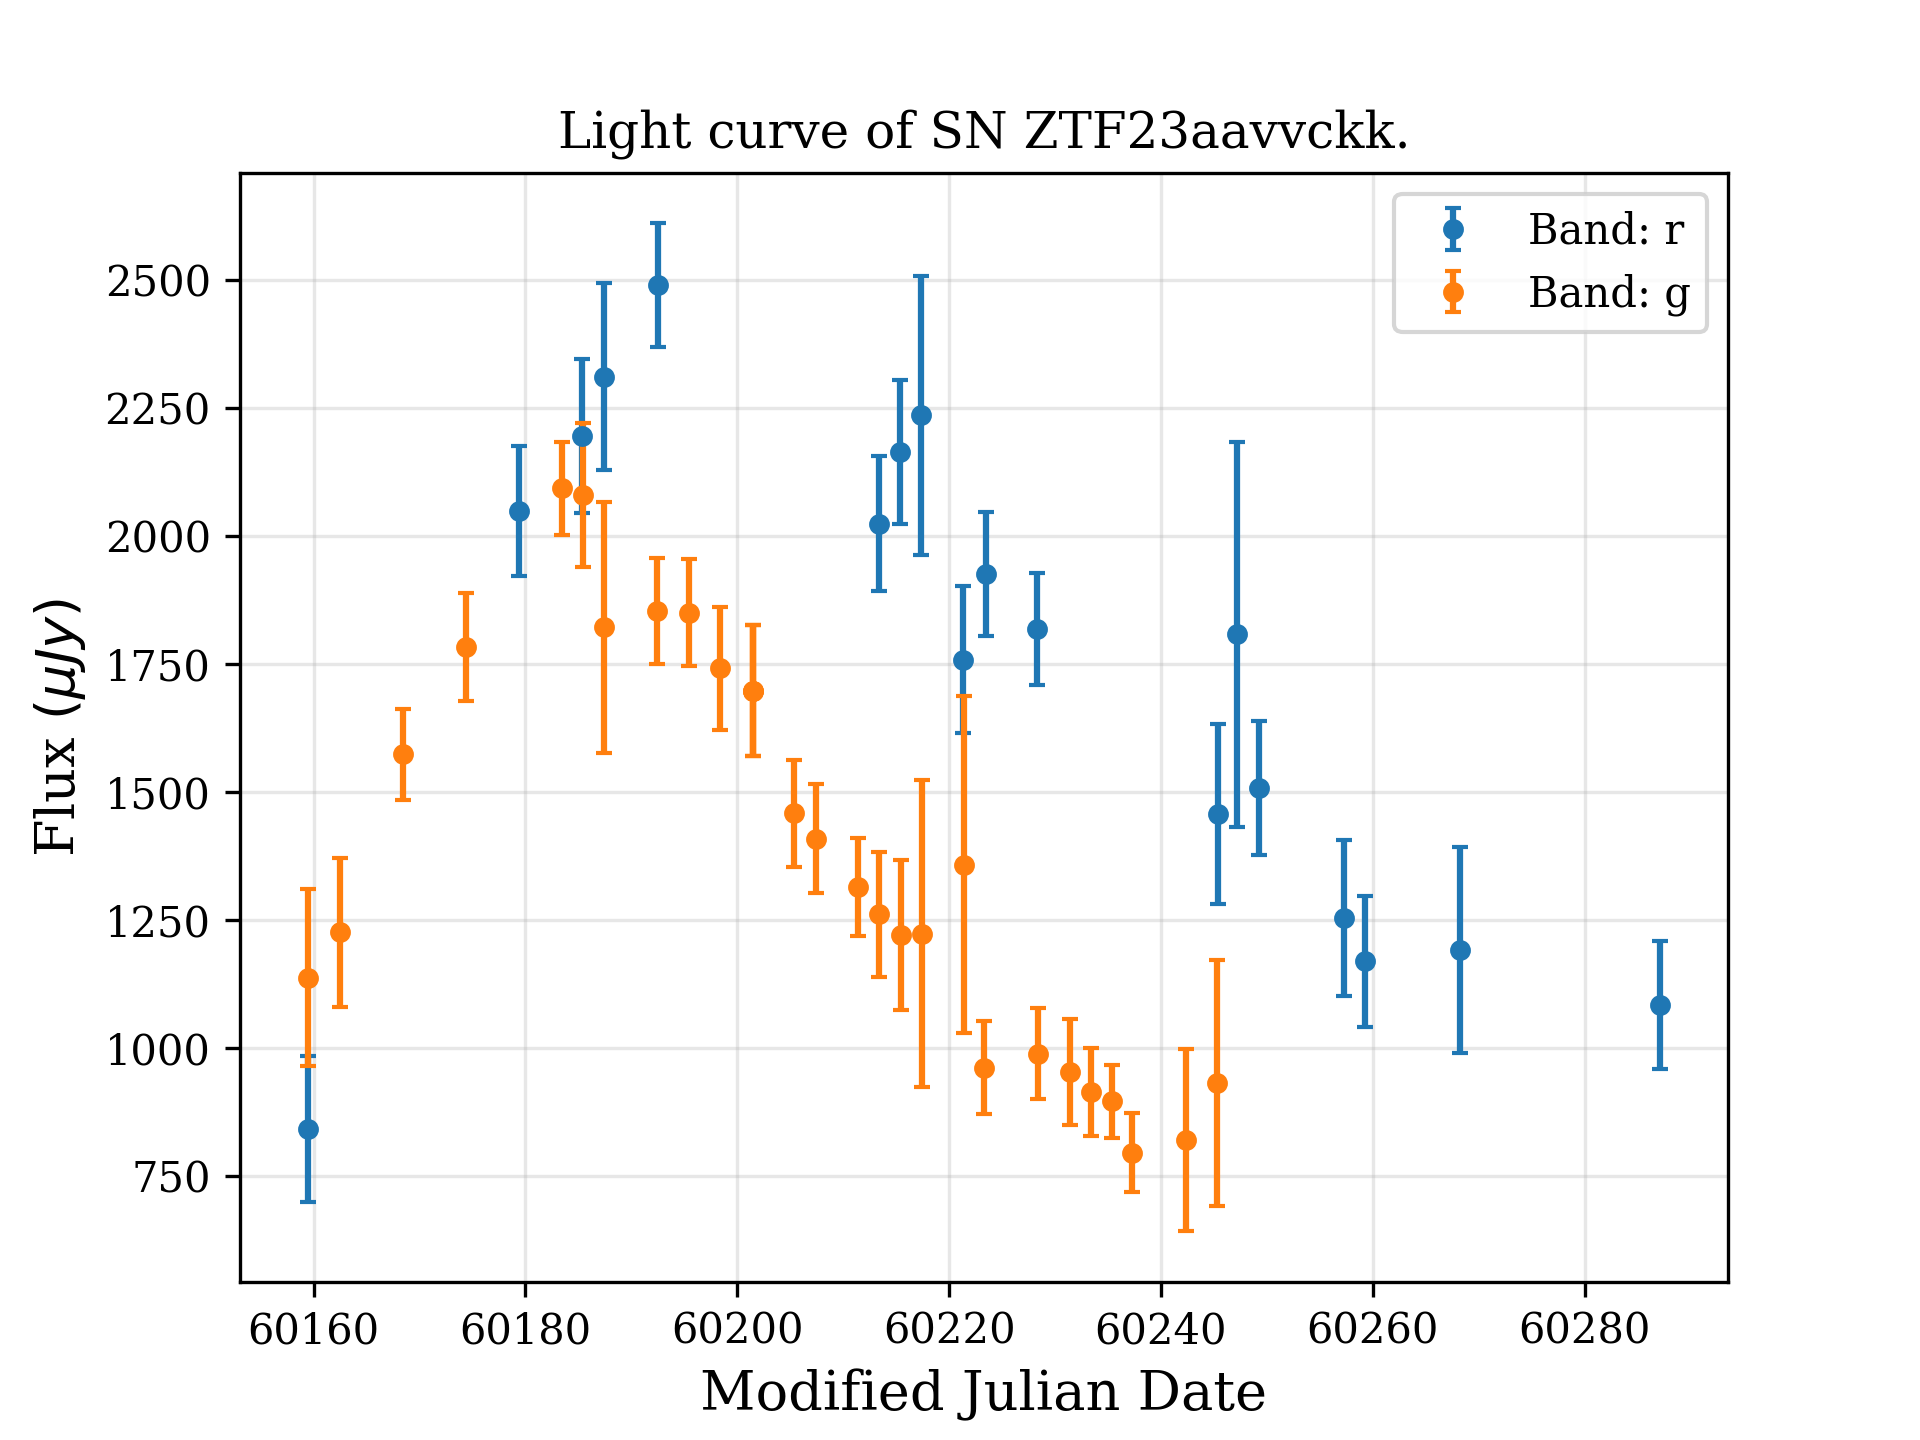 Light curve of SN ZTF23aavvckk.
Band: r
Band: g
2500
2250
2000
1750
1500
1250
1000
750
Flux (μJy)
60160 60180 60200 60220 60240 60260 60280
Modified Julian Date